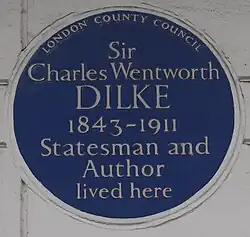 LONDON COUNTY COUNCIL
Sir
Charles Wentworth
DILKE
1843-1911
Statesman and
Author
lived here